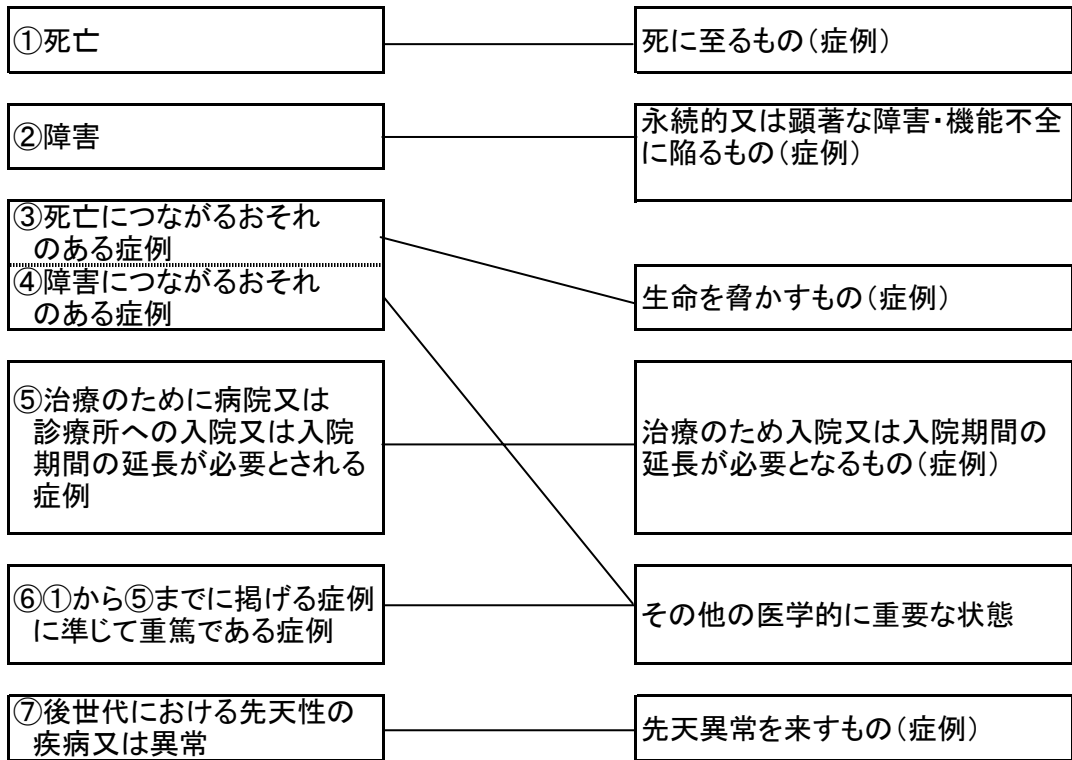 ①死亡
死に至るもの(症例)
②障害
永続的又は顕著な障害・機能不全
に陥るもの(症例)
③死亡につながるおそれ
のある症例
④障害につながるおそれ
のある症例
生命を脅かすもの(症例)
⑤治療のために病院又は
診療所への入院又は入院
期間の延長が必要とされる
症例
治療のため入院又は入院期間の
延長が必要となるもの(症例)
⑥①から⑤までに掲げる症例
に準じて重篤である症例
その他の医学的に重要な状態
⑦後世代における先天性の
疾病又は異常
先天異常を来すもの(症例)